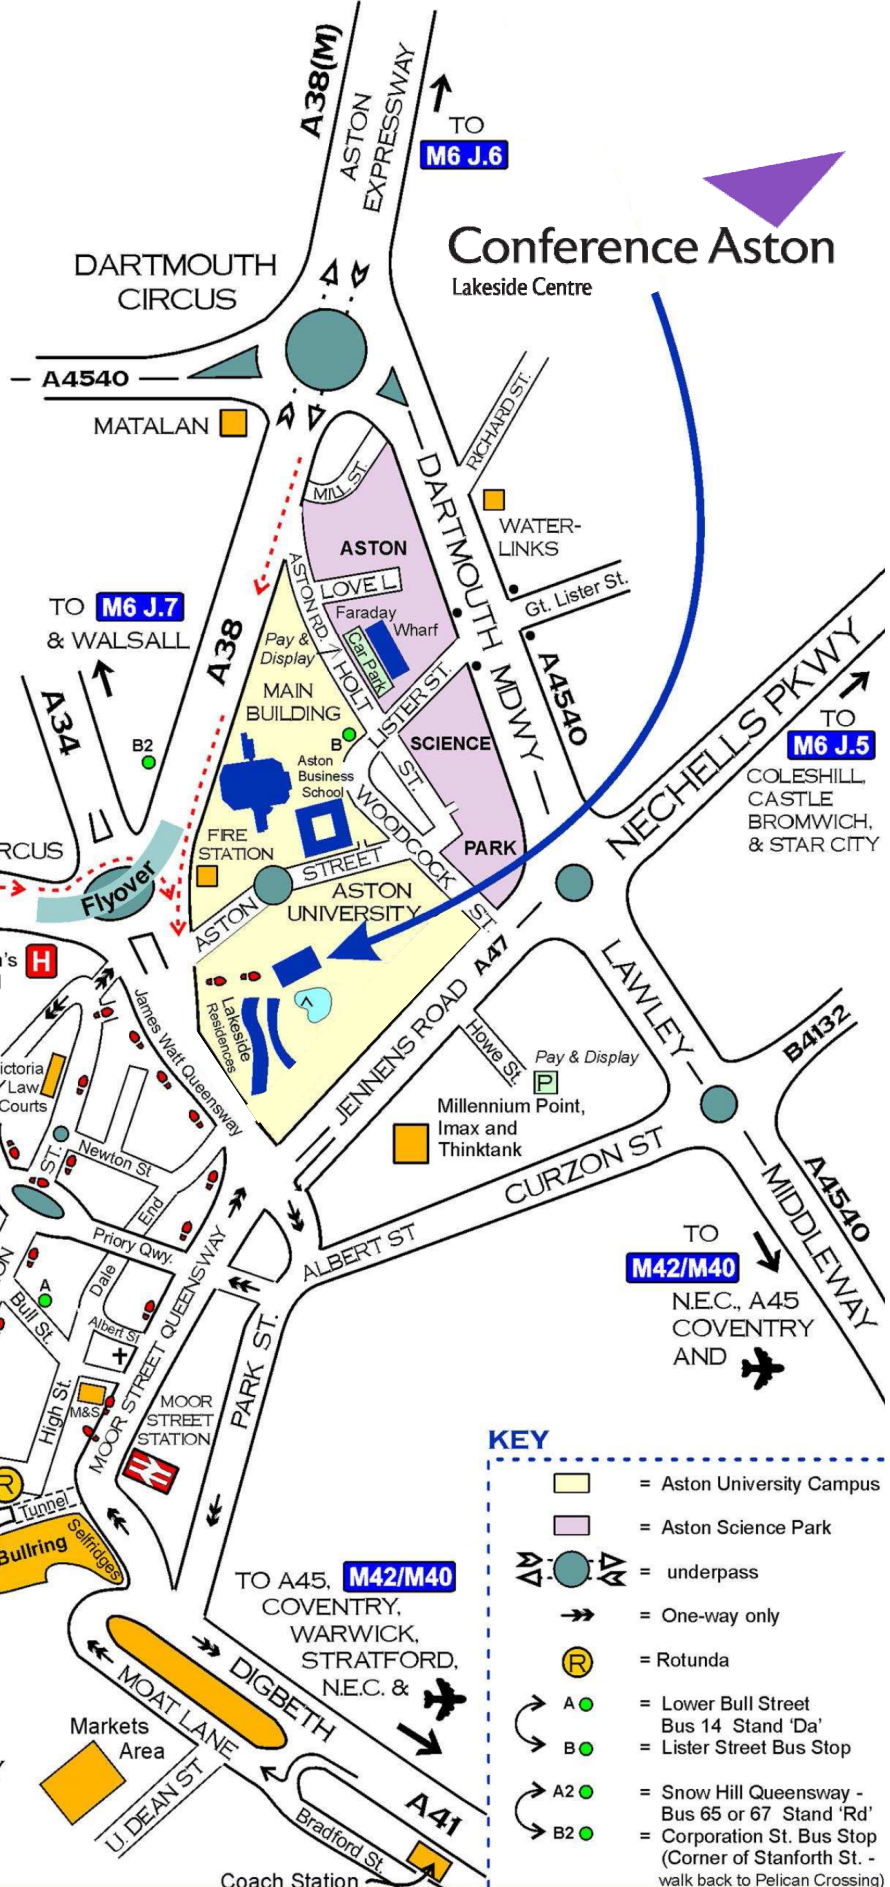 A38(M)
ASTON
EXPRESSWAY
TO
M6 J.6
Conference Aston
Lakeside Centre
DARTMOUTH
CIRCUS
A4540
MATALAN
RICHARD ST.
MILL ST.
WATER-
LINKS
ASTON
DARTMOUTH MDWY
LOVE L.
Gt. Lister St.
TO M6 J.7
& WALSALL
A38
ASTON RD.
Faraday
Wharf
Car Park
Pay &
Display
HOLT
ST.
LISTER ST.
A4540
NECHELLS PKWY
A34
MAIN
BUILDING
B2
B
SCIENCE
PARK
TO
M6 J.5
COLESHILL,
CASTLE
BROMWICH,
& STAR CITY
Aston
Business
School
WOODCOCK
ST.
RCUS
FIRE
STATION
Flyover
ASTON
STREET
ASTON
UNIVERSITY
's
H
A47
JENNENS ROAD
LAWLEY
MIDDLEWAY
B4132
A4540
Lakeside
Residences
James Watt Queensway
ictoria
Law
Courts
Howe St.
Pay & Display
P
Millennium Point,
Imax and
Thinktank
ST.
Newton St
CURZON ST
ALBERT ST
Priory Qwy.
Dale
End
ON
A
Bull St.
Albert St
MOOR STREET QUEENSWAY
PARK ST.
TO
M42/M40
N.E.C., A45
COVENTRY
AND
High St.
M&S
MOOR
STREET
STATION
R
Tunnel
Bullring
Selfridges
TO A45, M42/M40
COVENTRY,
WARWICK,
STRATFORD,
N.E.C. &
DIGBETH
MOAT LANE
Markets
Area
U. DEAN ST
A41
Bradford St.
Coach Station
KEY
= Aston University Campus
= Aston Science Park
= underpass
= One-way only
R = Rotunda
A = Lower Bull Street
Bus 14 Stand 'Da'
B = Lister Street Bus Stop
A2 = Snow Hill Queensway -
Bus 65 or 67 Stand 'Rd'
B2 = Corporation St. Bus Stop
(Corner of Stanforth St. -
walk back to Pelican Crossing)